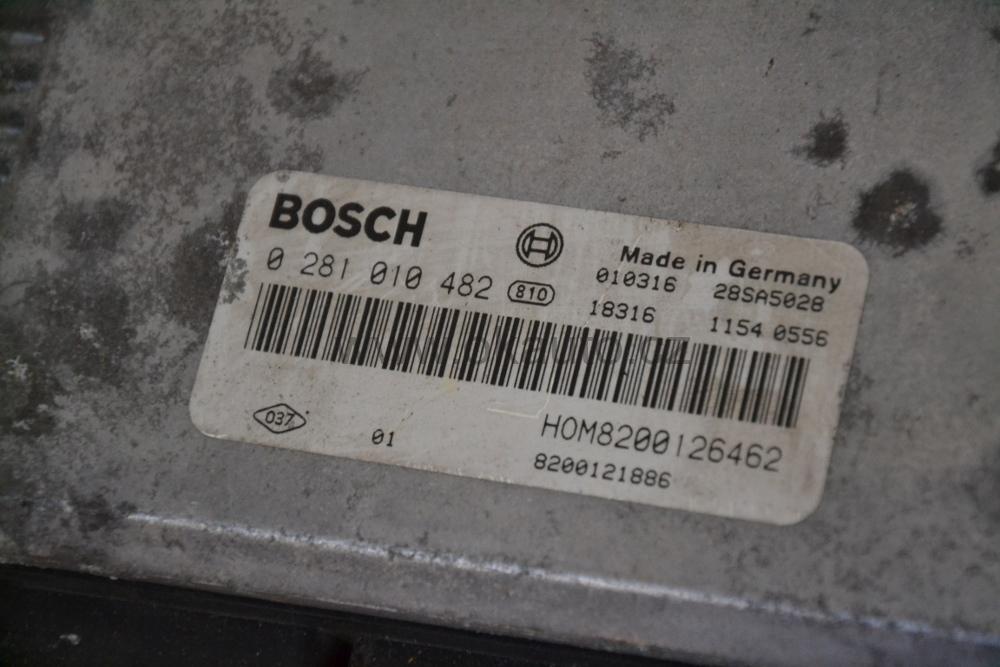 BOSCH
Made in Germany
0 281 010 482 810
010316 28SA5028
18316 1154 0556
037
01
HOM8200126462
8200121886